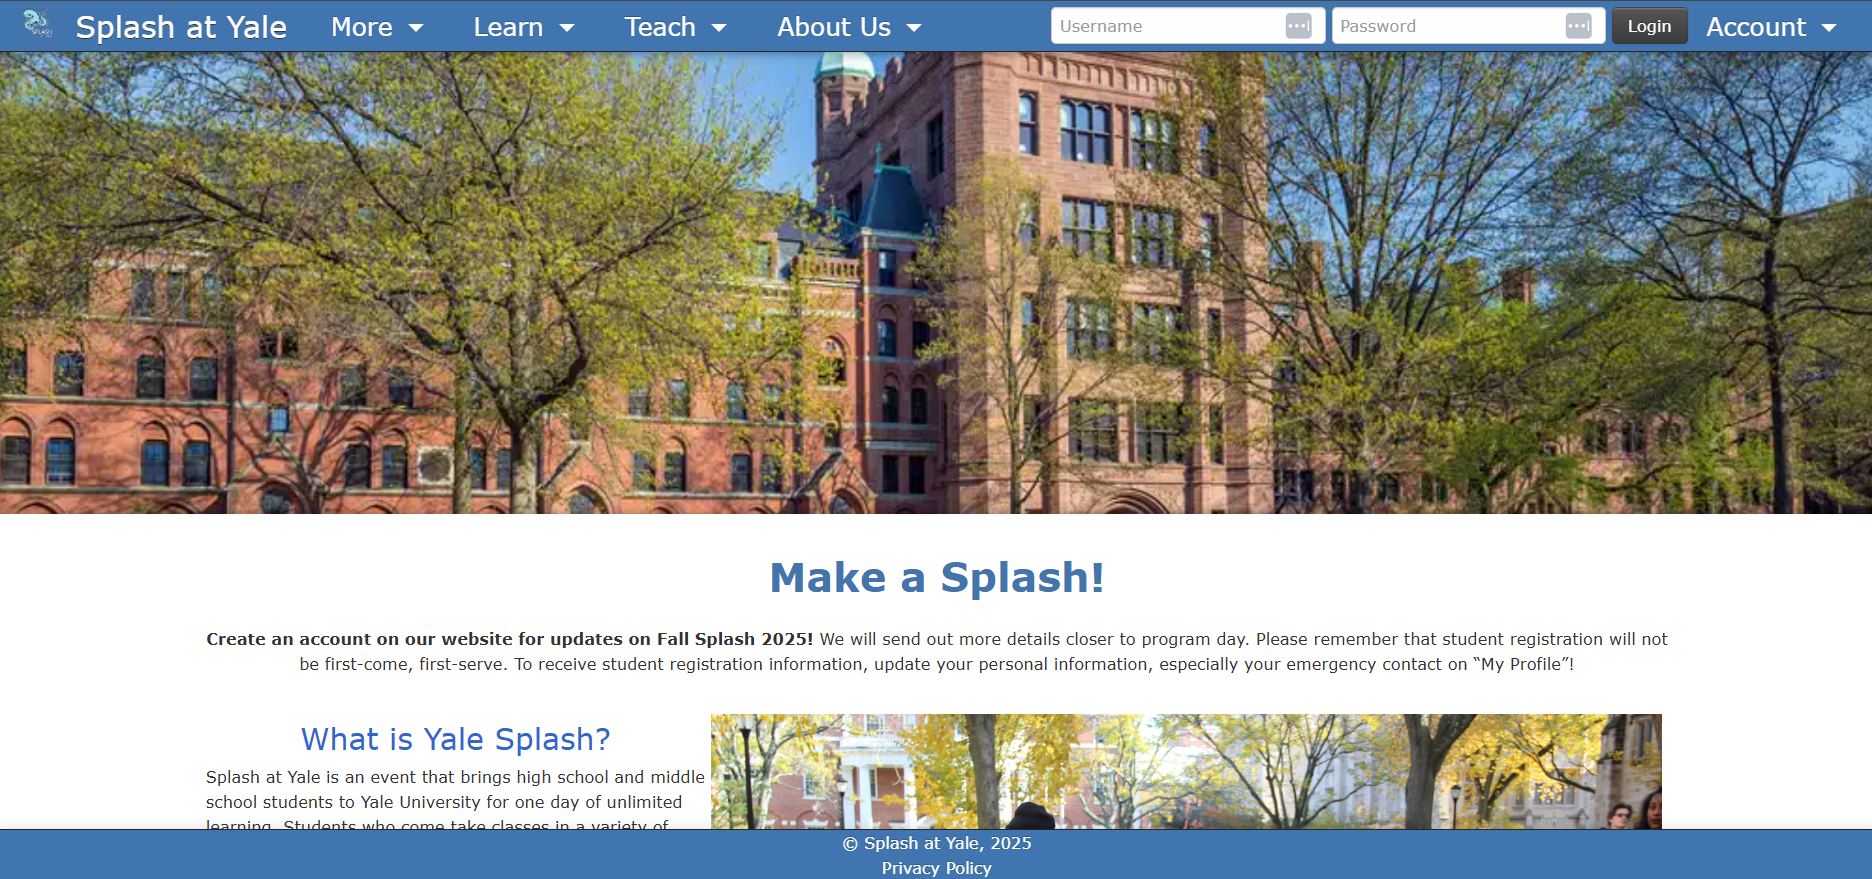 SPLASH
Splash at Yale More Learn Teach About Us Username Password Login Account
Make a Splash!
Create an account on our website for updates on Fall Splash 2025! We will send out more details closer to program day. Please remember that student registration will not
be first-come, first-serve. To receive student registration information, update your personal information, especially your emergency contact on “My Profile”!
What is Yale Splash?
Splash at Yale is an event that brings high school and middle
school students to Yale University for one day of unlimited
learning. Students who come take classes in a variety of
© Splash at Yale, 2025
Privacy Policy